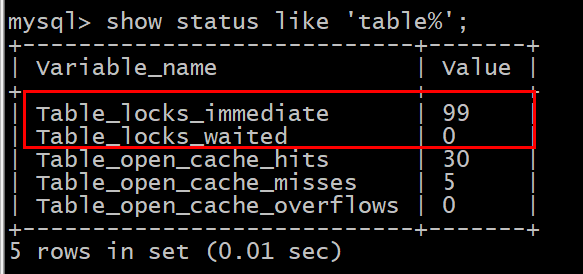 mysql> show status like 'table%';
+----------------------------+-------+
| Variable_name              | Value |
+----------------------------+-------+
| Table_locks_immediate      | 99    |
| Table_locks_waited         | 0     |
| Table_open_cache_hits      | 30    |
| Table_open_cache_misses    | 5     |
| Table_open_cache_overflows | 0     |
+----------------------------+-------+
5 rows in set (0.01 sec)